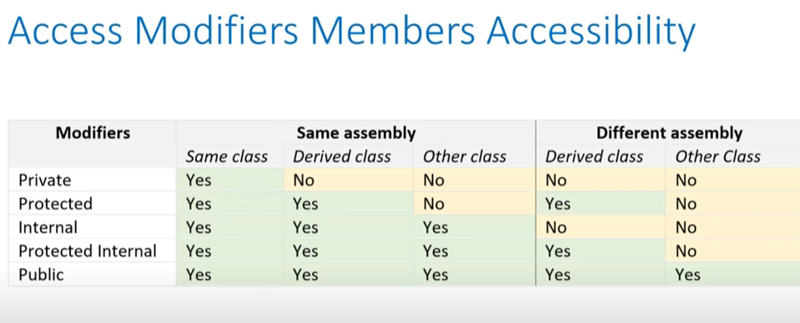 Access Modifiers Members Accessibility
Modifiers Same assembly Different assembly
Same class Derived class Other class Derived class Other Class
Private Yes No No No No
Protected Yes Yes No Yes No
Internal Yes Yes Yes No No
Protected Internal Yes Yes Yes Yes No
Public Yes Yes Yes Yes Yes